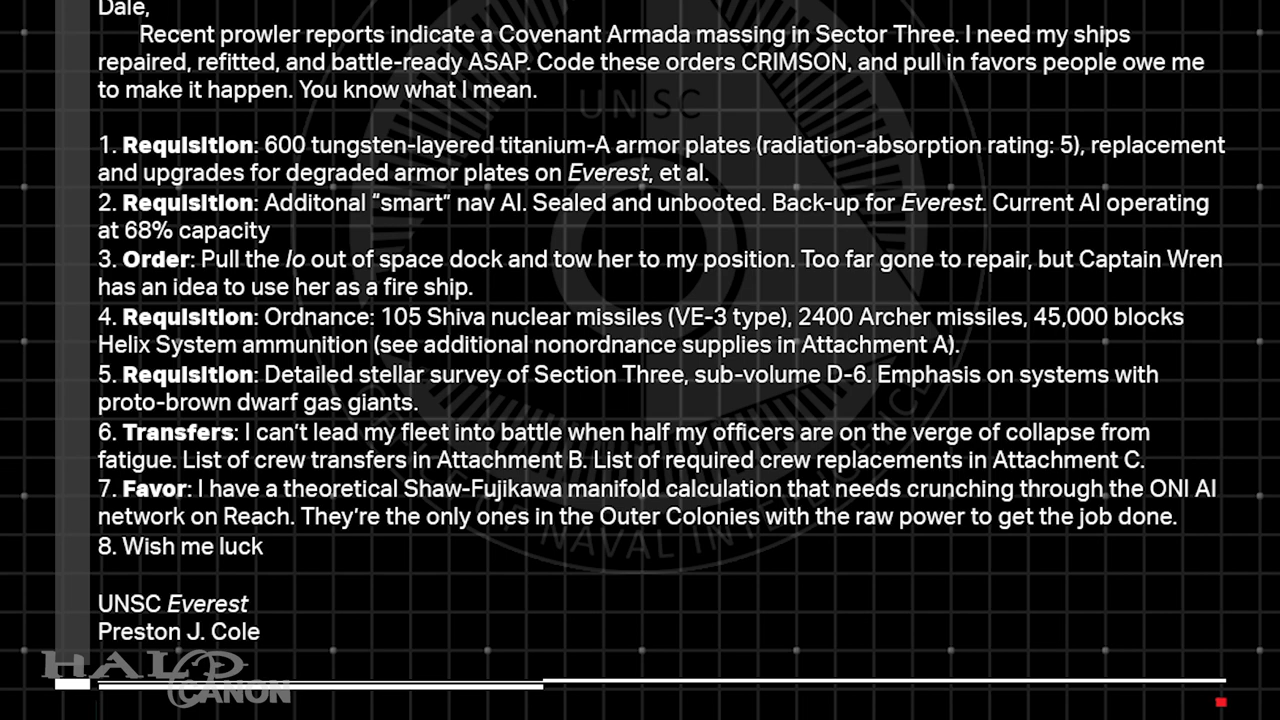 Dale,
Recent prowler reports indicate a Covenant Armada massing in Sector Three. I need my ships
repaired, refitted, and battle-ready ASAP. Code these orders CRIMSON, and pull in favors people owe me
to make it happen. You know what I mean.
1. Requisition: 600 tungsten-layered titanium-A armor plates (radiation-absorption rating: 5), replacement
and upgrades for degraded armor plates on Everest, et al.
2. Requisition: Additonal “smart” nav AI. Sealed and unbooted. Back-up for Everest. Current AI operating
at 68% capacity
3. Order: Pull the Io out of space dock and tow her to my position. Too far gone to repair, but Captain Wren
has an idea to use her as a fire ship.
4. Requisition: Ordnance: 105 Shiva nuclear missiles (VE-3 type), 2400 Archer missiles, 45,000 blocks
Helix System ammunition (see additional nonordnance supplies in Attachment A).
5. Requisition: Detailed stellar survey of Section Three, sub-volume D-6. Emphasis on systems with
proto-brown dwarf gas giants.
6. Transfers: I can’t lead my fleet into battle when half my officers are on the verge of collapse from
fatigue. List of crew transfers in Attachment B. List of required crew replacements in Attachment C.
7. Favor: I have a theoretical Shaw-Fujikawa manifold calculation that needs crunching through the ONI AI
network on Reach. They’re the only ones in the Outer Colonies with the raw power to get the job done.
8. Wish me luck
UNSC Everest
Preston J. Cole
HALO
CANON
UNSC
OF NAVAL INTELLIGENCE